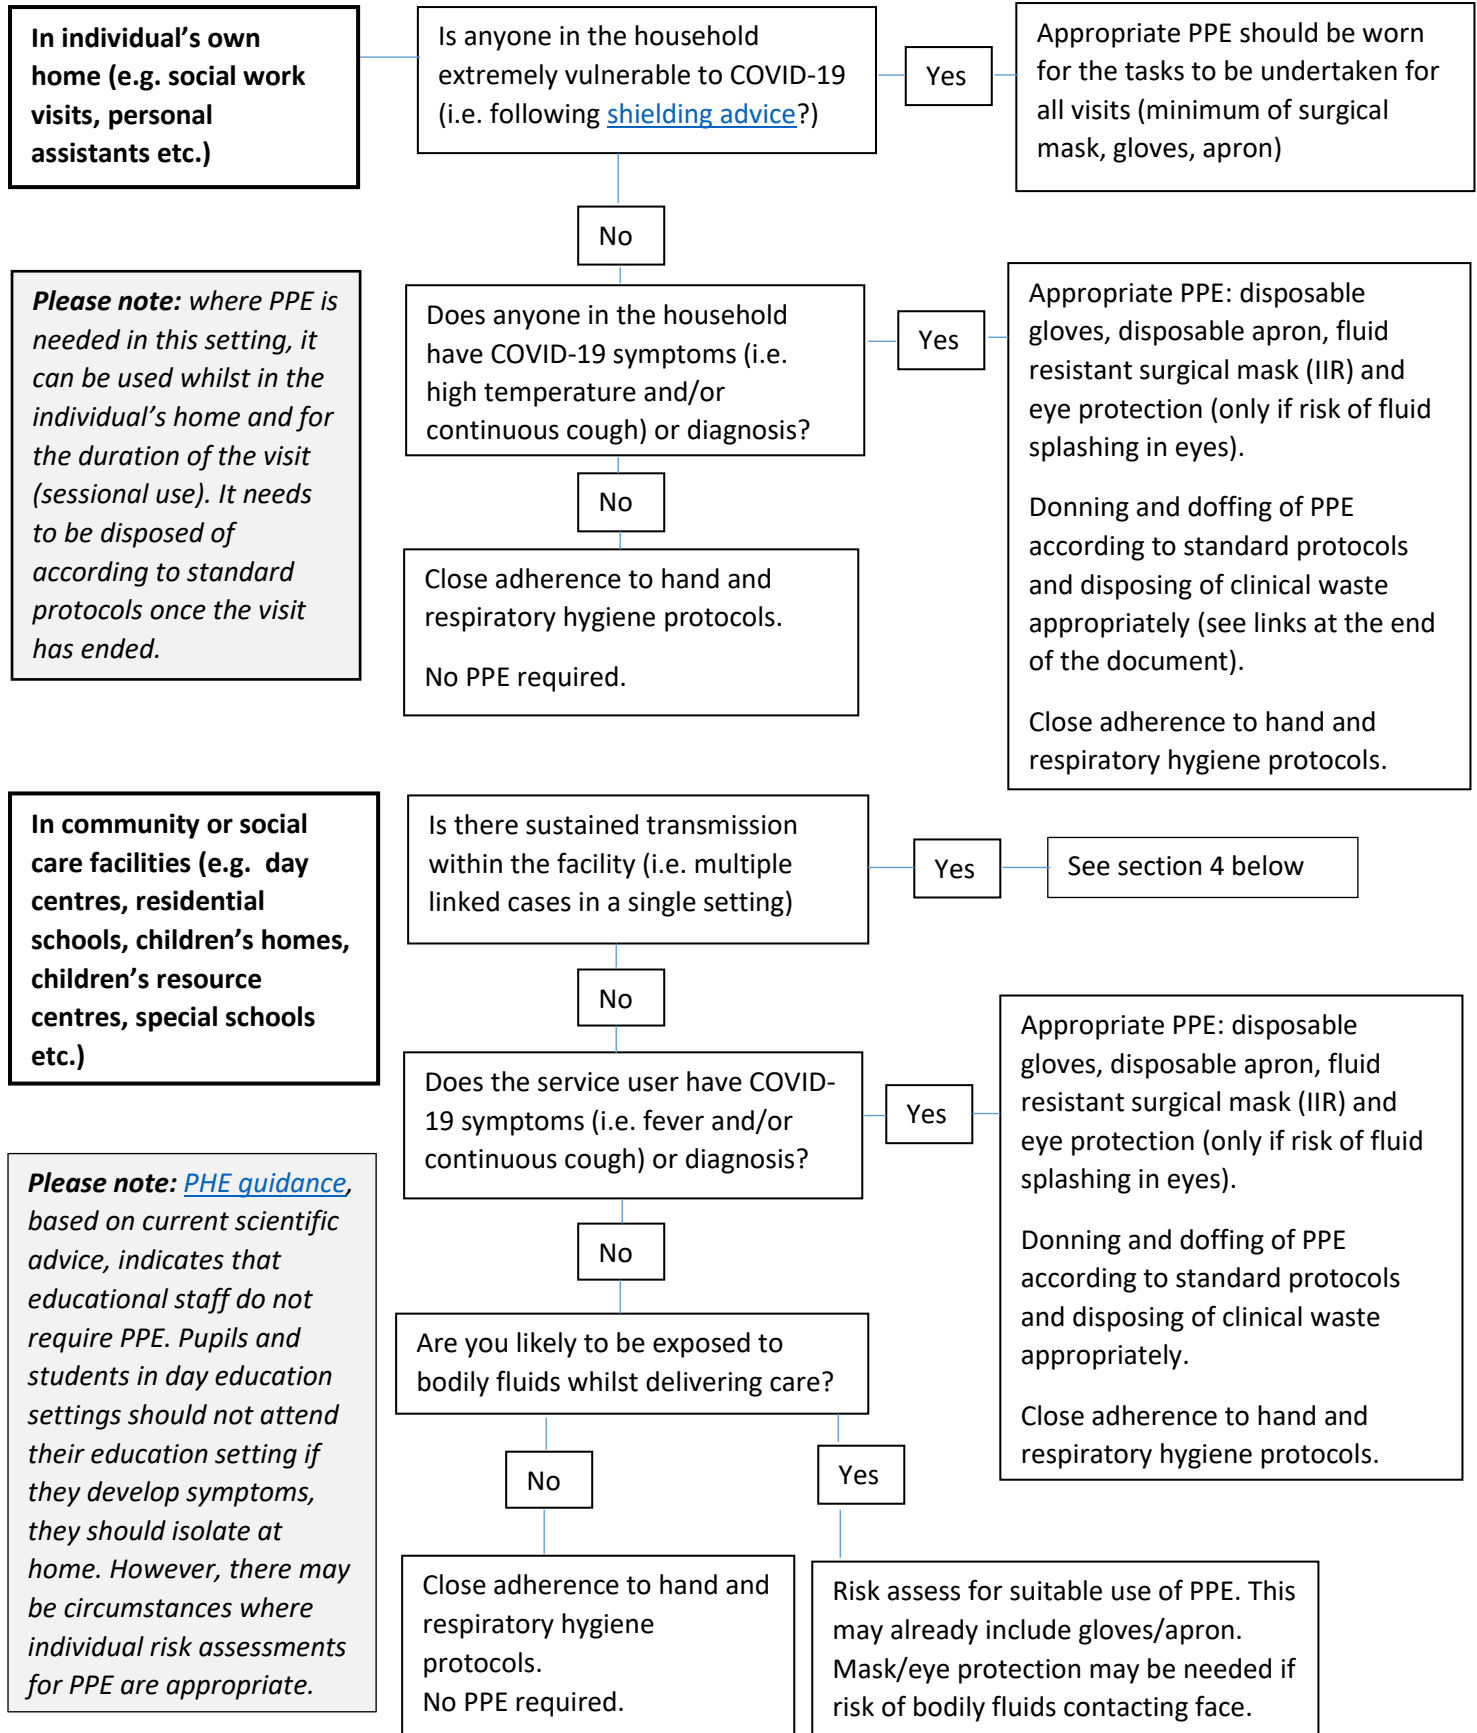 In individual's own
home (e.g. social work
visits, personal
assistants etc.)
Is anyone in the household
extremely vulnerable to COVID-19
(i.e. following shielding advice?)
Yes
Appropriate PPE should be worn
for the tasks to be undertaken for
all visits (minimum of surgical
mask, gloves, apron)
No
Please note: where PPE is
needed in this setting, it
can be used whilst in the
individual's home and for
the duration of the visit
(sessional use). It needs
to be disposed of
according to standard
protocols once the visit
has ended.
Does anyone in the household
have COVID-19 symptoms (i.e.
high temperature and/or
continuous cough) or diagnosis?
Yes
Appropriate PPE: disposable
gloves, disposable apron, fluid
resistant surgical mask (IIR) and
eye protection (only if risk of fluid
splashing in eyes).
Donning and doffing of PPE
according to standard protocols
and disposing of clinical waste
appropriately (see links at the end
of the document).
Close adherence to hand and
respiratory hygiene protocols.
No
Close adherence to hand and
respiratory hygiene protocols.
No PPE required.
In community or social
care facilities (e.g.  day
centres, residential
schools, children's homes,
children's resource
centres, special schools
etc.)
Is there sustained transmission
within the facility (i.e. multiple
linked cases in a single setting)
Yes
See section 4 below
No
Does the service user have COVID-
19 symptoms (i.e. fever and/or
continuous cough) or diagnosis?
Yes
Appropriate PPE: disposable
gloves, disposable apron, fluid
resistant surgical mask (IIR) and
eye protection (only if risk of fluid
splashing in eyes).
Donning and doffing of PPE
according to standard protocols
and disposing of clinical waste
appropriately.
Close adherence to hand and
respiratory hygiene protocols.
Please note: PHE guidance,
based on current scientific
advice, indicates that
educational staff do not
require PPE. Pupils and
students in day education
settings should not attend
their education setting if
they develop symptoms,
they should isolate at
home. However, there may
be circumstances where
individual risk assessments
for PPE are appropriate.
No
Are you likely to be exposed to
bodily fluids whilst delivering care?
No
Yes
Close adherence to hand and
respiratory hygiene
protocols.
No PPE required.
Risk assess for suitable use of PPE. This
may already include gloves/apron.
Mask/eye protection may be needed if
risk of bodily fluids contacting face.